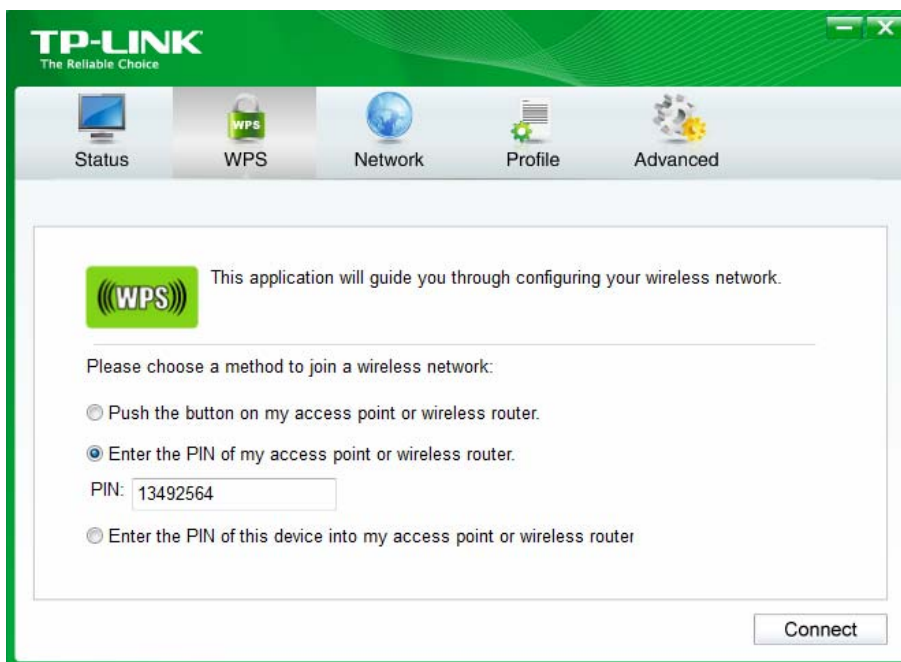 TP-LINK
The Reliable Choice
WPS
Status WPS Network Profile Advanced
WPS
This application will guide you through configuring your wireless network.
Please choose a method to join a wireless network:
Push the button on my access point or wireless router.
Enter the PIN of my access point or wireless router.
PIN: 13492564
Enter the PIN of this device into my access point or wireless router
Connect